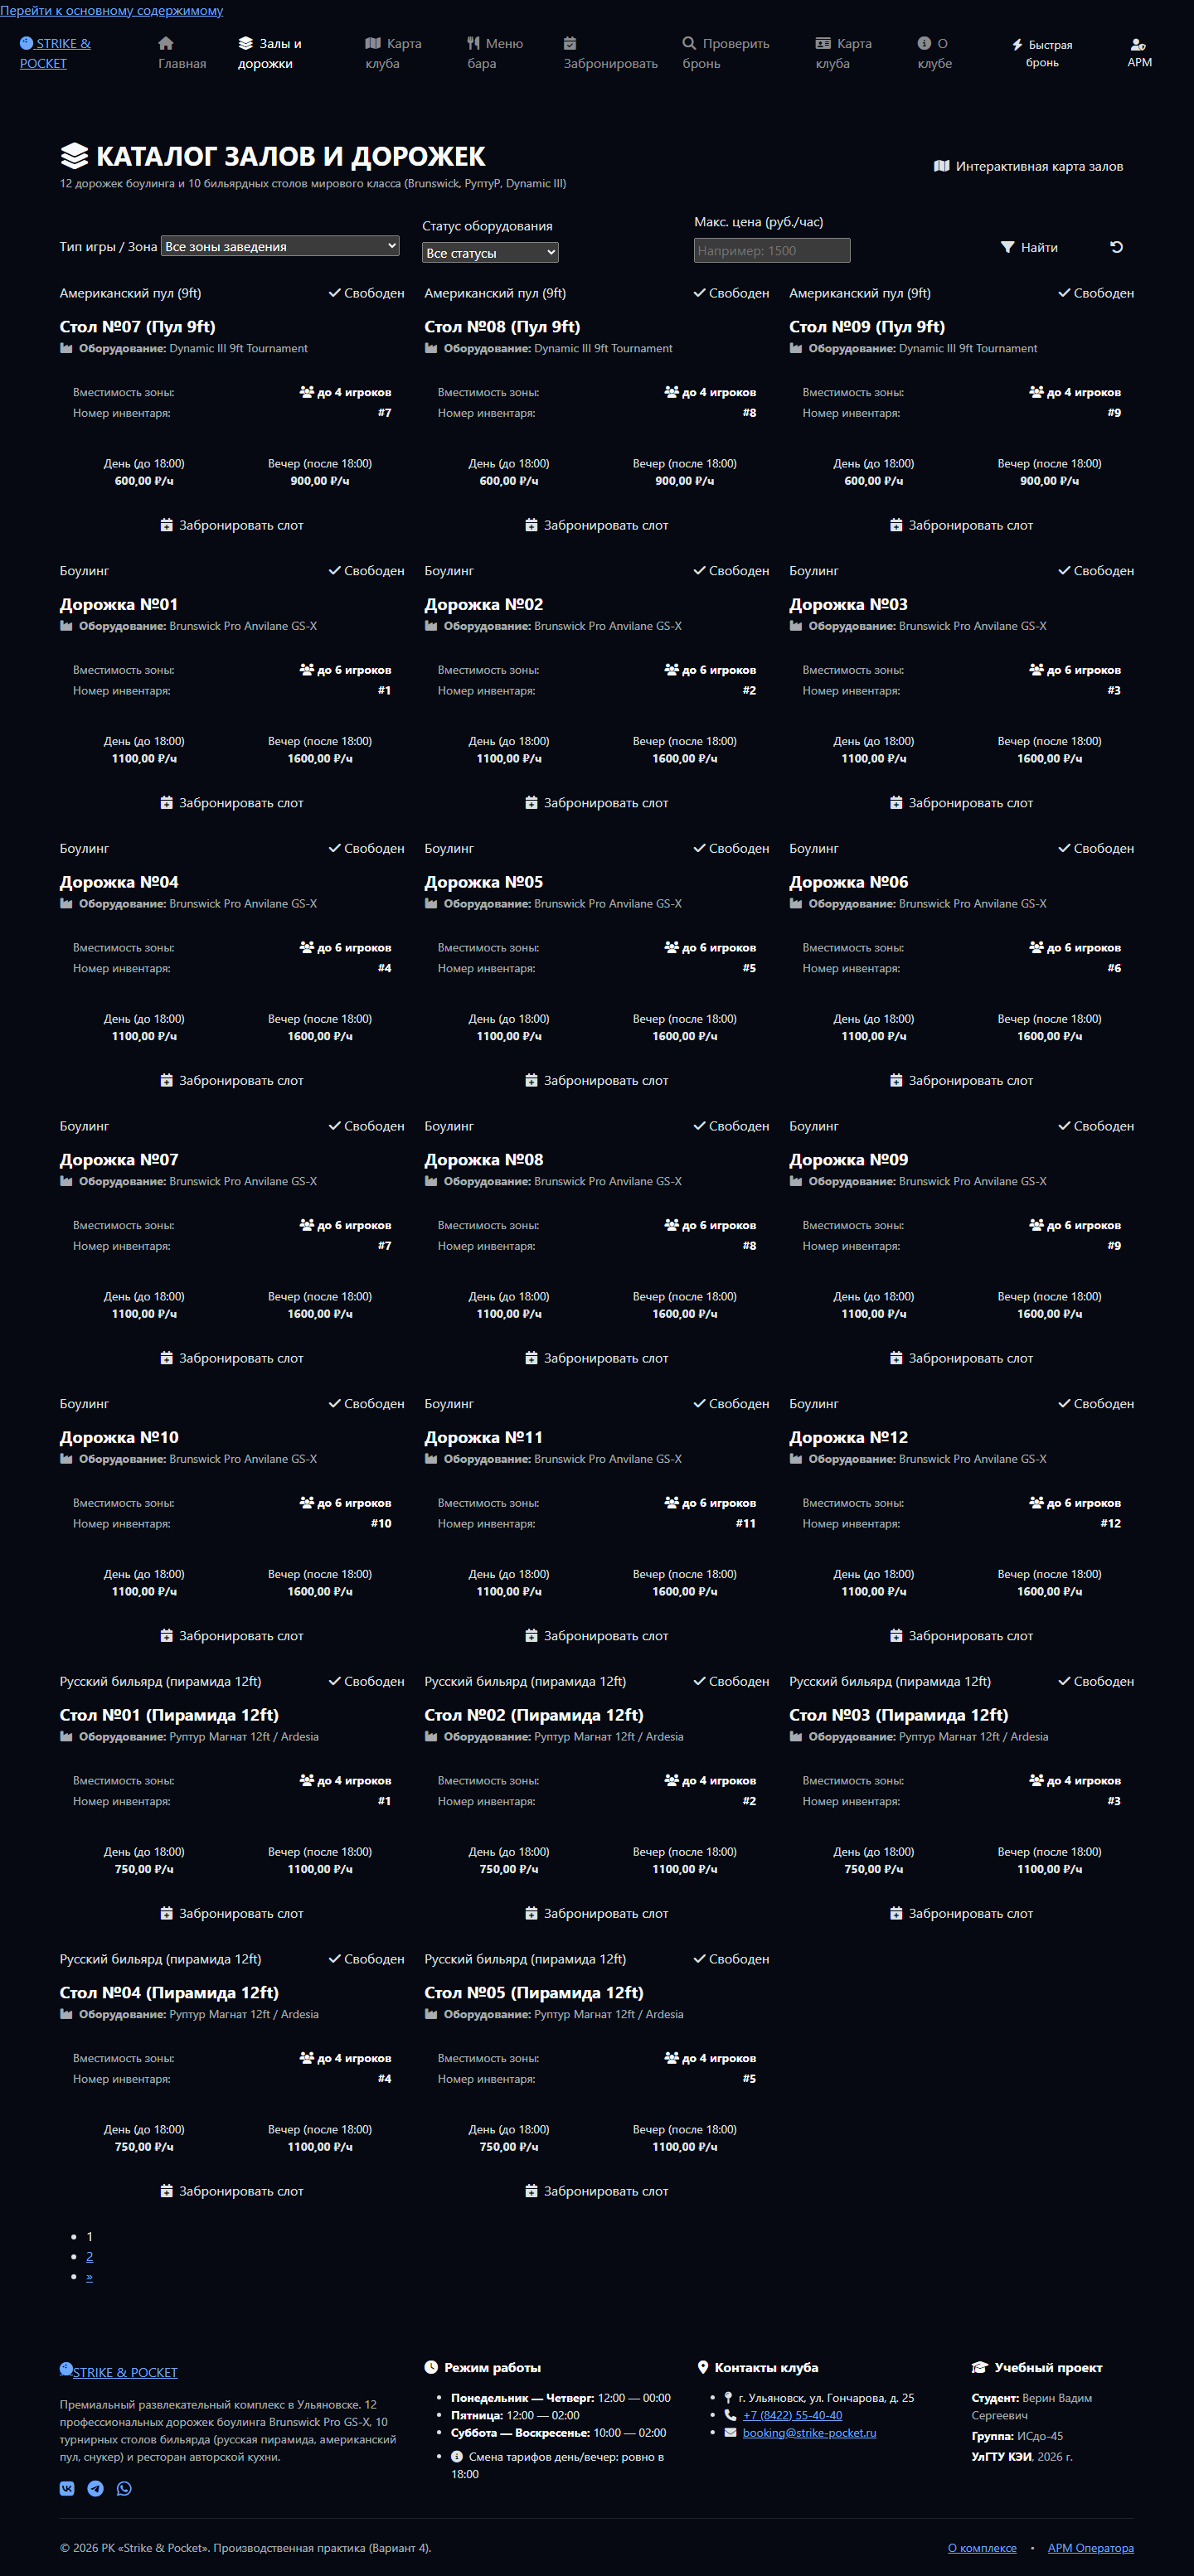 Перейти к основному содержимому
STRIKE & POCKET
Главная
Залы и дорожки
Карта клуба
Меню бара
Забронировать
Проверить бронь
Карта клуба
О клубе
Быстрая бронь
АРМ
КАТАЛОГ ЗАЛОВ И ДОРОЖЕК
12 дорожек боулинга и 10 бильярдных столов мирового класса (Brunswick, РуптуР, Dynamic III)
Интерактивная карта залов
Тип игры / Зона Все зоны заведения
Статус оборудования
Все статусы
Макс. цена (руб./час)
Например: 1500
Найти
Американский пул (9ft) Свободен Американский пул (9ft) Свободен Американский пул (9ft) Свободен
Стол №07 (Пул 9ft) Стол №08 (Пул 9ft) Стол №09 (Пул 9ft)
Оборудование: Dynamic III 9ft Tournament Оборудование: Dynamic III 9ft Tournament Оборудование: Dynamic III 9ft Tournament
Вместимость зоны: до 4 игроков Вместимость зоны: до 4 игроков Вместимость зоны: до 4 игроков
Номер инвентаря: #7 Номер инвентаря: #8 Номер инвентаря: #9
День (до 18:00) Вечер (после 18:00) День (до 18:00) Вечер (после 18:00) День (до 18:00) Вечер (после 18:00)
600,00 ₽/ч 900,00 ₽/ч 600,00 ₽/ч 900,00 ₽/ч 600,00 ₽/ч 900,00 ₽/ч
Забронировать слот Забронировать слот Забронировать слот
Боулинг Свободен Боулинг Свободен Боулинг Свободен
Дорожка №01 Дорожка №02 Дорожка №03
Оборудование: Brunswick Pro Anvilane GS-X Оборудование: Brunswick Pro Anvilane GS-X Оборудование: Brunswick Pro Anvilane GS-X
Вместимость зоны: до 6 игроков Вместимость зоны: до 6 игроков Вместимость зоны: до 6 игроков
Номер инвентаря: #1 Номер инвентаря: #2 Номер инвентаря: #3
День (до 18:00) Вечер (после 18:00) День (до 18:00) Вечер (после 18:00) День (до 18:00) Вечер (после 18:00)
1100,00 ₽/ч 1600,00 ₽/ч 1100,00 ₽/ч 1600,00 ₽/ч 1100,00 ₽/ч 1600,00 ₽/ч
Забронировать слот Забронировать слот Забронировать слот
Боулинг Свободен Боулинг Свободен Боулинг Свободен
Дорожка №04 Дорожка №05 Дорожка №06
Оборудование: Brunswick Pro Anvilane GS-X Оборудование: Brunswick Pro Anvilane GS-X Оборудование: Brunswick Pro Anvilane GS-X
Вместимость зоны: до 6 игроков Вместимость зоны: до 6 игроков Вместимость зоны: до 6 игроков
Номер инвентаря: #4 Номер инвентаря: #5 Номер инвентаря: #6
День (до 18:00) Вечер (после 18:00) День (до 18:00) Вечер (после 18:00) День (до 18:00) Вечер (после 18:00)
1100,00 ₽/ч 1600,00 ₽/ч 1100,00 ₽/ч 1600,00 ₽/ч 1100,00 ₽/ч 1600,00 ₽/ч
Забронировать слот Забронировать слот Забронировать слот
Боулинг Свободен Боулинг Свободен Боулинг Свободен
Дорожка №07 Дорожка №08 Дорожка №09
Оборудование: Brunswick Pro Anvilane GS-X Оборудование: Brunswick Pro Anvilane GS-X Оборудование: Brunswick Pro Anvilane GS-X
Вместимость зоны: до 6 игроков Вместимость зоны: до 6 игроков Вместимость зоны: до 6 игроков
Номер инвентаря: #7 Номер инвентаря: #8 Номер инвентаря: #9
День (до 18:00) Вечер (после 18:00) День (до 18:00) Вечер (после 18:00) День (до 18:00) Вечер (после 18:00)
1100,00 ₽/ч 1600,00 ₽/ч 1100,00 ₽/ч 1600,00 ₽/ч 1100,00 ₽/ч 1600,00 ₽/ч
Забронировать слот Забронировать слот Забронировать слот
Боулинг Свободен Боулинг Свободен Боулинг Свободен
Дорожка №10 Дорожка №11 Дорожка №12
Оборудование: Brunswick Pro Anvilane GS-X Оборудование: Brunswick Pro Anvilane GS-X Оборудование: Brunswick Pro Anvilane GS-X
Вместимость зоны: до 6 игроков Вместимость зоны: до 6 игроков Вместимость зоны: до 6 игроков
Номер инвентаря: #10 Номер инвентаря: #11 Номер инвентаря: #12
День (до 18:00) Вечер (после 18:00) День (до 18:00) Вечер (после 18:00) День (до 18:00) Вечер (после 18:00)
1100,00 ₽/ч 1600,00 ₽/ч 1100,00 ₽/ч 1600,00 ₽/ч 1100,00 ₽/ч 1600,00 ₽/ч
Забронировать слот Забронировать слот Забронировать слот
Русский бильярд (пирамида 12ft) Свободен Русский бильярд (пирамида 12ft) Свободен Русский бильярд (пирамида 12ft) Свободен
Стол №01 (Пирамида 12ft) Стол №02 (Пирамида 12ft) Стол №03 (Пирамида 12ft)
Оборудование: Руптур Магнат 12ft / Ardesia Оборудование: Руптур Магнат 12ft / Ardesia Оборудование: Руптур Магнат 12ft / Ardesia
Вместимость зоны: до 4 игроков Вместимость зоны: до 4 игроков Вместимость зоны: до 4 игроков
Номер инвентаря: #1 Номер инвентаря: #2 Номер инвентаря: #3
День (до 18:00) Вечер (после 18:00) День (до 18:00) Вечер (после 18:00) День (до 18:00) Вечер (после 18:00)
750,00 ₽/ч 1100,00 ₽/ч 750,00 ₽/ч 1100,00 ₽/ч 750,00 ₽/ч 1100,00 ₽/ч
Забронировать слот Забронировать слот Забронировать слот
Русский бильярд (пирамида 12ft) Свободен Русский бильярд (пирамида 12ft) Свободен
Стол №04 (Пирамида 12ft) Стол №05 (Пирамида 12ft)
Оборудование: Руптур Магнат 12ft / Ardesia Оборудование: Руптур Магнат 12ft / Ardesia
Вместимость зоны: до 4 игроков Вместимость зоны: до 4 игроков
Номер инвентаря: #4 Номер инвентаря: #5
День (до 18:00) Вечер (после 18:00) День (до 18:00) Вечер (после 18:00)
750,00 ₽/ч 1100,00 ₽/ч 750,00 ₽/ч 1100,00 ₽/ч
Забронировать слот Забронировать слот
1
2
»
STRIKE & POCKET
Премиальный развлекательный комплекс в Ульяновске. 12
профессиональных дорожек боулинга Brunswick Pro GS-X, 10
турнирных столов бильярда (русская пирамида, американский
пул, снукер) и ресторан авторской кухни.
Режим работы
Понедельник — Четверг: 12:00 — 00:00
Пятница: 12:00 — 02:00
Суббота — Воскресенье: 10:00 — 02:00
Смена тарифов день/вечер: ровно в
18:00
Контакты клуба
г. Ульяновск, ул. Гончарова, д. 25
+7 (8422) 55-40-40
booking@strike-pocket.ru
Учебный проект
Студент: Верин Вадим
Сергеевич
Группа: ИСдо-45
УлГТУ КЭИ, 2026 г.
© 2026 РК «Strike & Pocket». Производственная практика (Вариант 4).
О комплексе • АРМ Оператора